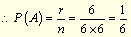 ∴ P(A) = r/n = 6/(6×6) = 1/6